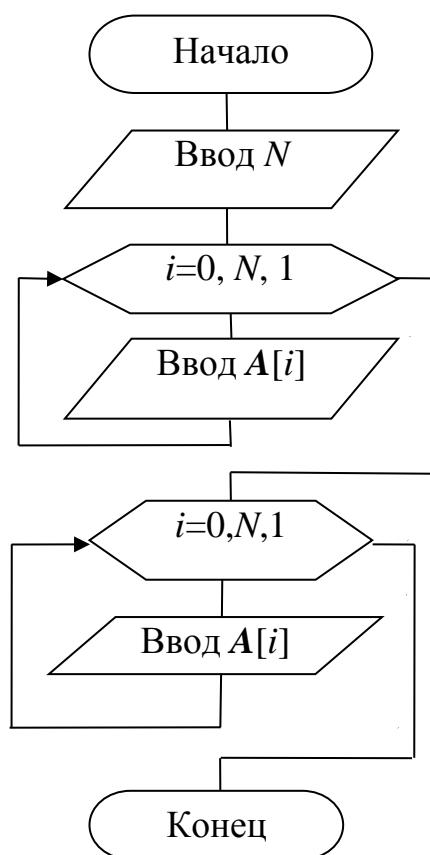 Начало
Ввод N
i=0, N, 1
Ввод A[i]
i=0,N,1
Ввод A[i]
Конец